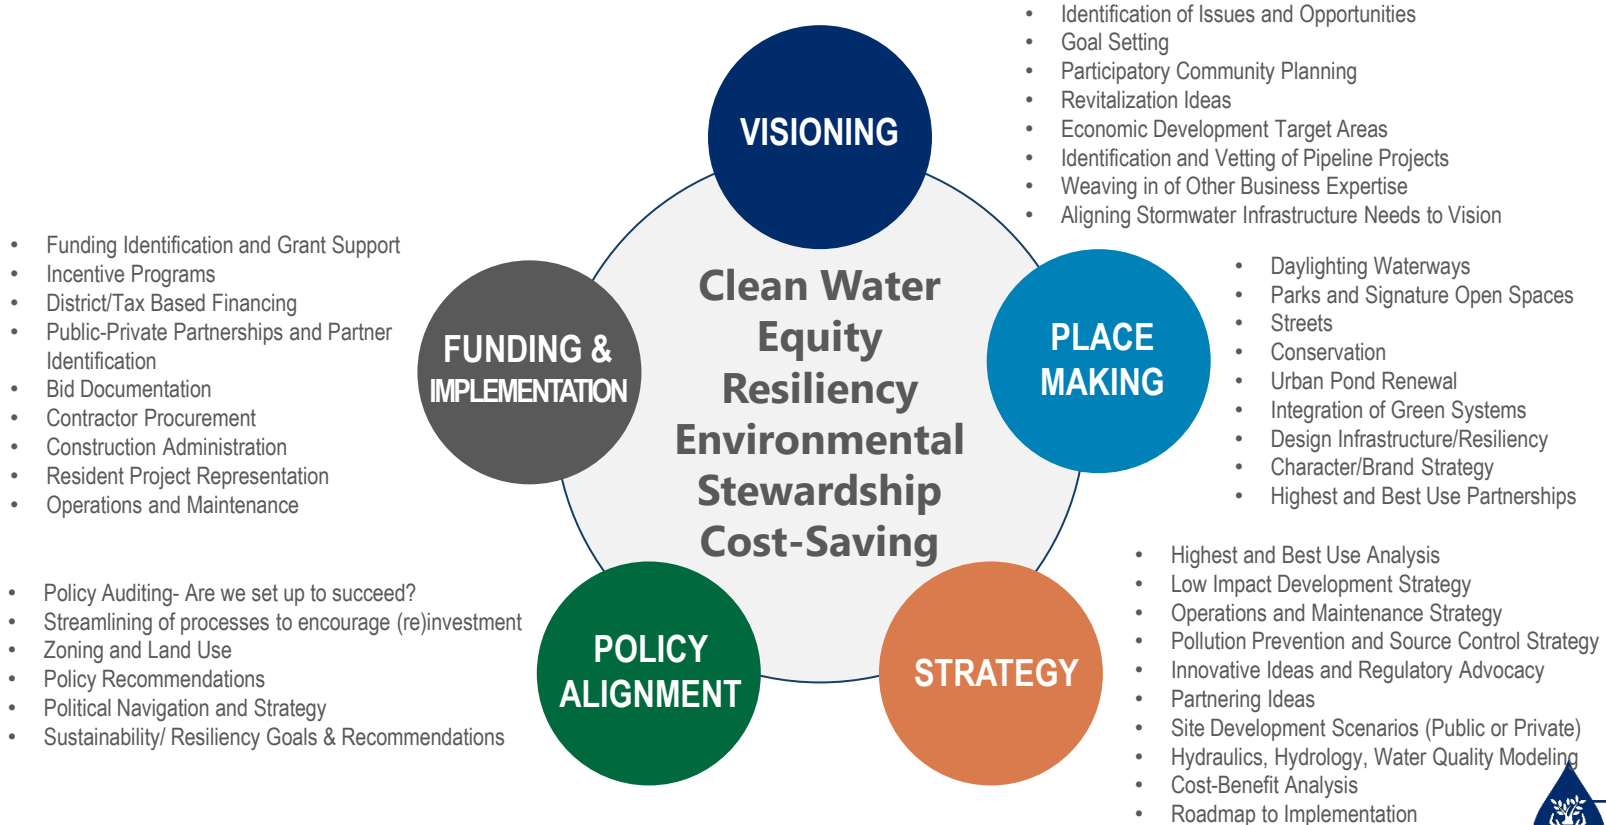 VISIONING
• Identification of Issues and Opportunities
• Goal Setting
• Participatory Community Planning
• Revitalization Ideas
• Economic Development Target Areas
• Identification and Vetting of Pipeline Projects
• Weaving in of Other Business Expertise
• Aligning Stormwater Infrastructure Needs to Vision
PLACE
MAKING
• Daylighting Waterways
• Parks and Signature Open Spaces
• Streets
• Conservation
• Urban Pond Renewal
• Integration of Green Systems
• Design Infrastructure/Resiliency
• Character/Brand Strategy
• Highest and Best Use Partnerships
STRATEGY
• Highest and Best Use Analysis
• Low Impact Development Strategy
• Operations and Maintenance Strategy
• Pollution Prevention and Source Control Strategy
• Innovative Ideas and Regulatory Advocacy
• Partnering Ideas
• Site Development Scenarios (Public or Private)
• Hydraulics, Hydrology, Water Quality Modeling
• Cost-Benefit Analysis
• Roadmap to Implementation
POLICY
ALIGNMENT
• Policy Auditing- Are we set up to succeed?
• Streamlining of processes to encourage (re)investment
• Zoning and Land Use
• Policy Recommendations
• Political Navigation and Strategy
• Sustainability/ Resiliency Goals & Recommendations
FUNDING &
IMPLEMENTATION
• Funding Identification and Grant Support
• Incentive Programs
• District/Tax Based Financing
• Public-Private Partnerships and Partner
Identification
• Bid Documentation
• Contractor Procurement
• Construction Administration
• Resident Project Representation
• Operations and Maintenance
Clean Water
Equity
Resiliency
Environmental
Stewardship
Cost-Saving